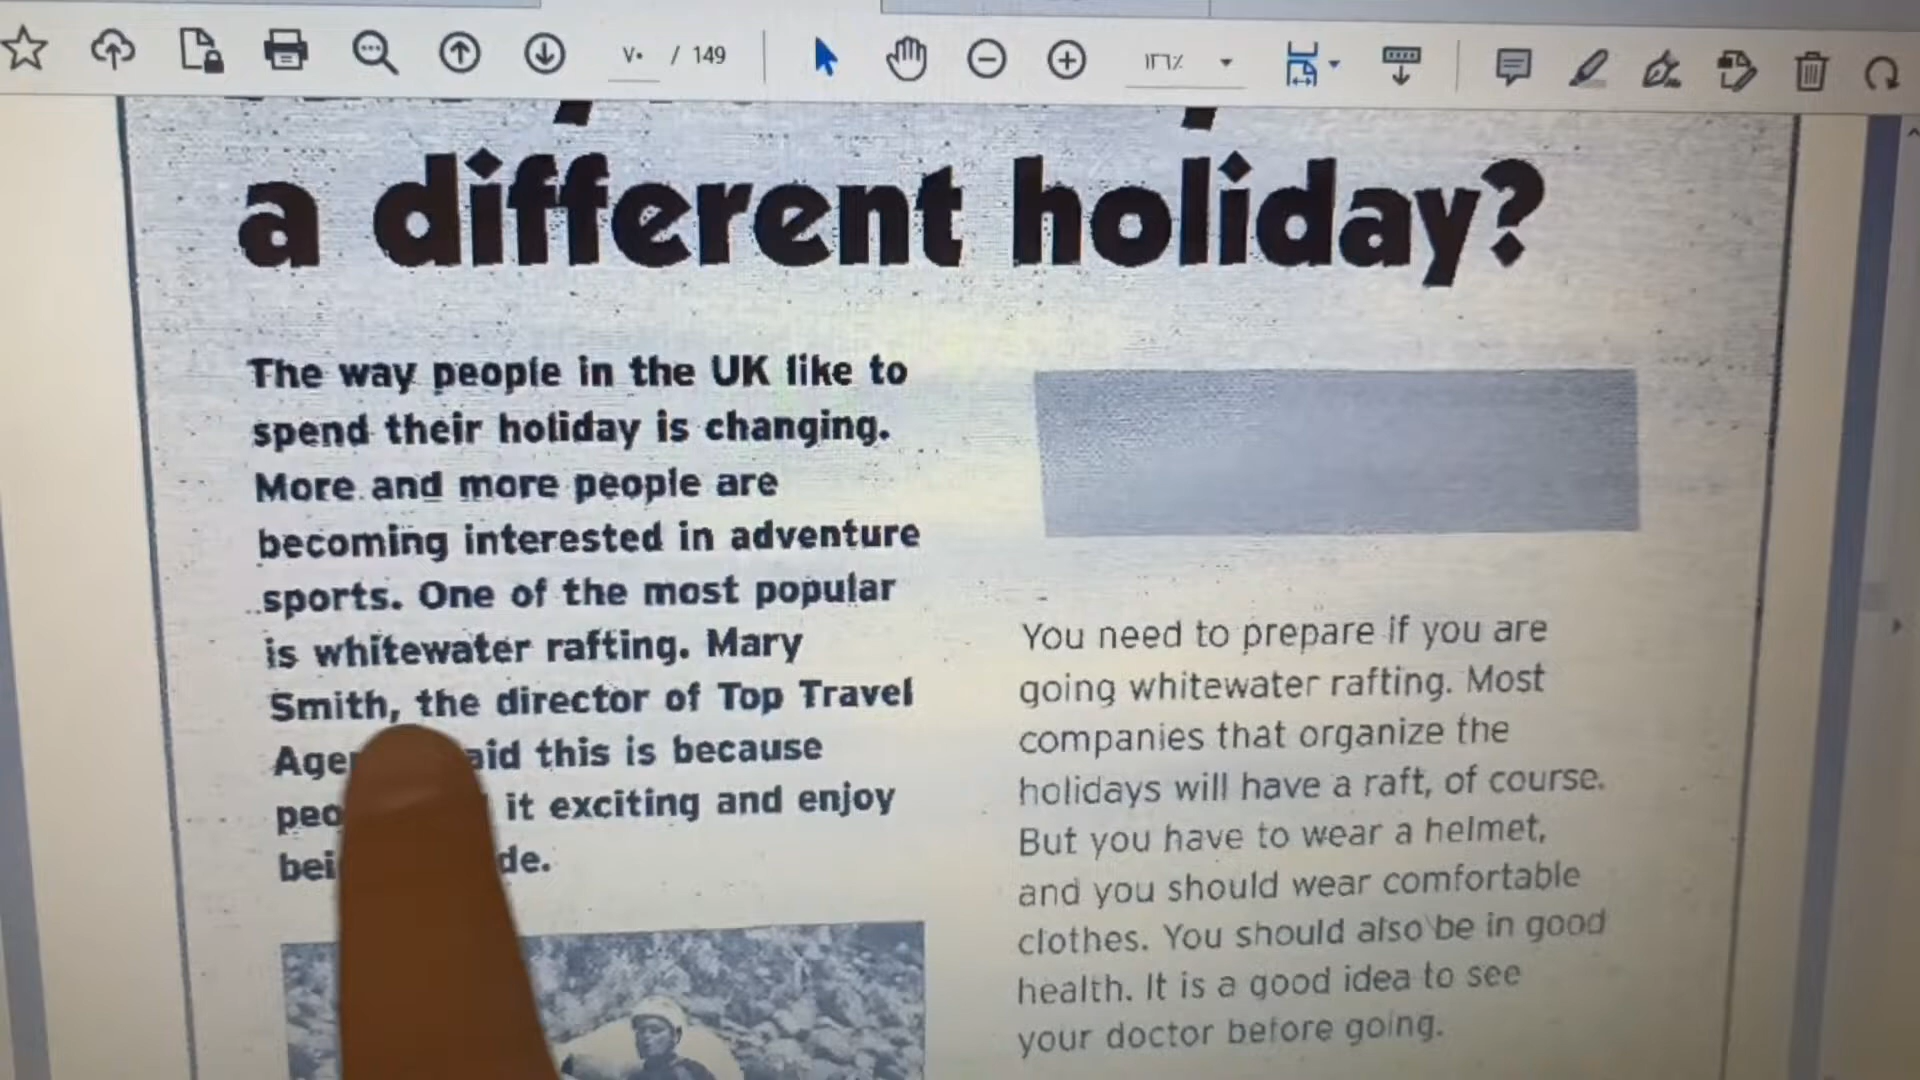 ٧٠ / 149
١٣٦٪
a different holiday?
The way people in the UK like to
spend their holiday is changing.
More and more people are
becoming interested in adventure
sports. One of the most popular
is whitewater rafting. Mary
Smith, the director of Top Travel
this is because
it exciting and enjoy
You need to prepare if you are
going whitewater rafting. Most
companies that organize the
holidays will have a raft, of course.
But you have to wear a helmet,
and you should wear comfortable
clothes. You should also be in good
health. It is a good idea to see
your doctor before going.